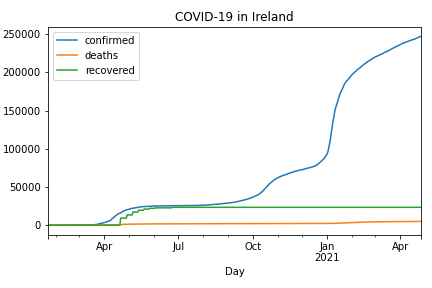 COVID-19 in Ireland
confirmed
deaths
recovered
250000
200000
150000
100000
50000
0
Apr Jul Oct Jan Apr
2021
Day